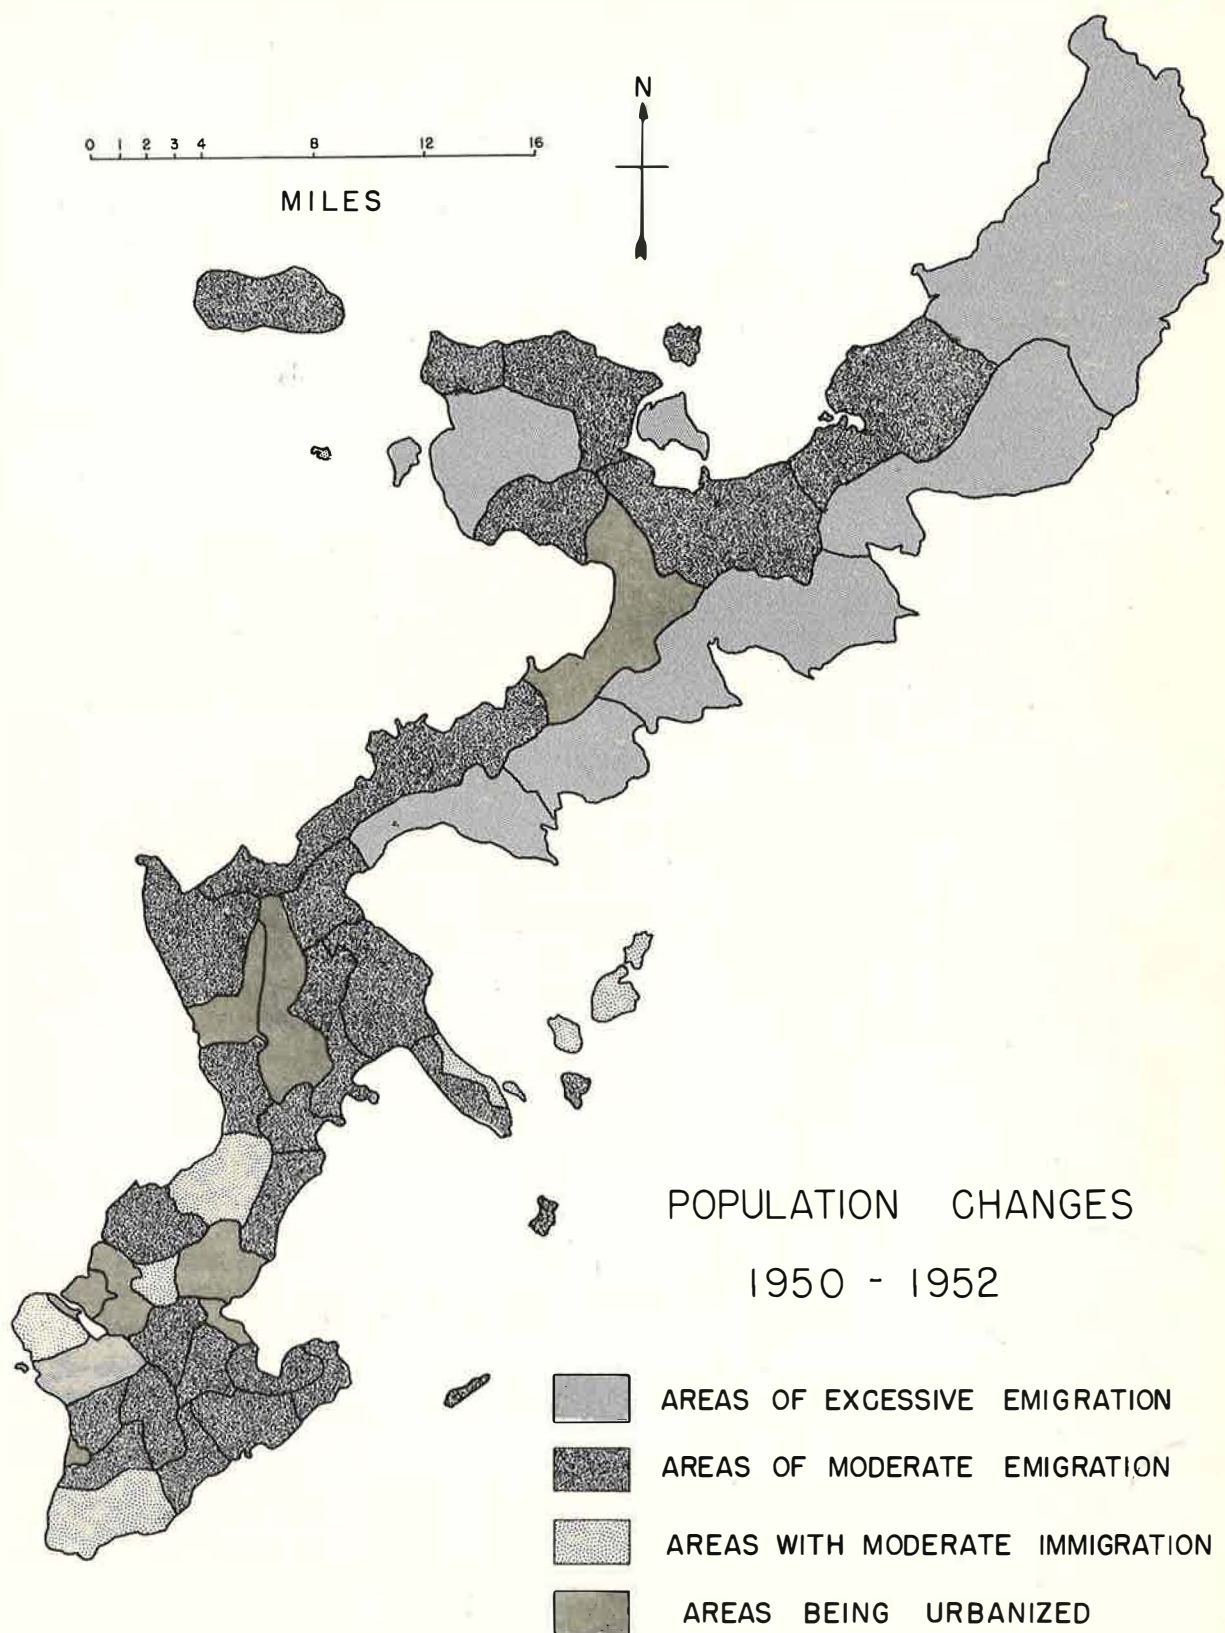 N
0 1 2 3 4 8 12 16
MILES
POPULATION CHANGES
1950 - 1952
AREAS OF EXCESSIVE EMIGRATION
AREAS OF MODERATE EMIGRATION
AREAS WITH MODERATE IMMIGRATION
AREAS BEING URBANIZED